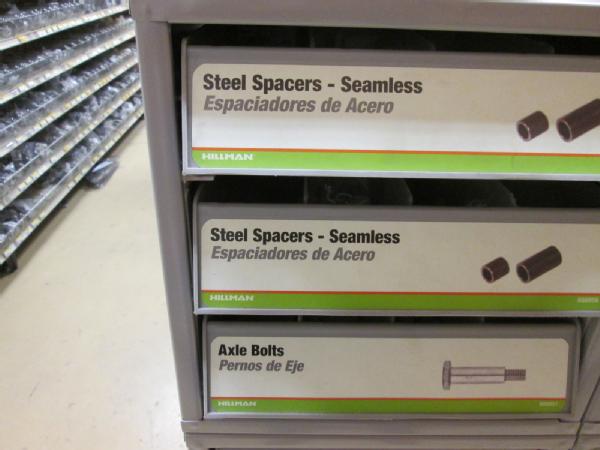 Steel Spacers - Seamless
Espaciadores de Acero
HILLMAN
Steel Spacers - Seamless
Espaciadores de Acero
HILLMAN
Axle Bolts
Pernos de Eje
HILLMAN